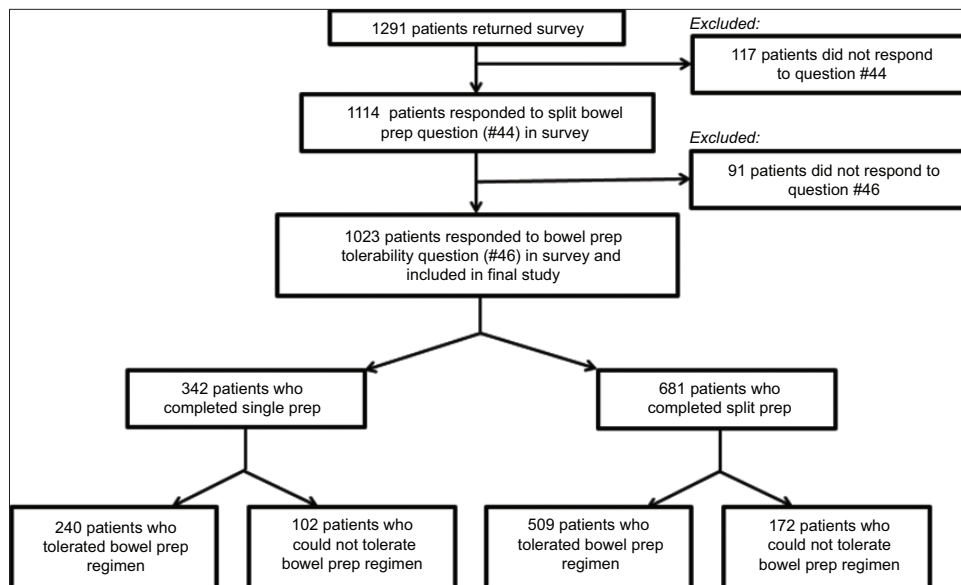 1291 patients returned survey
Excluded:
117 patients did not respond
to question #44
1114 patients responded to split bowel
prep question (#44) in survey
Excluded:
91 patients did not respond to
question #46
1023 patients responded to bowel prep
tolerability question (#46) in survey and
included in final study
342 patients who
completed single prep
681 patients who
completed split prep
240 patients who
tolerated bowel prep
regimen
102 patients who
could not tolerate
bowel prep regimen
509 patients who
tolerated bowel prep
regimen
172 patients who
could not tolerate
bowel prep regimen